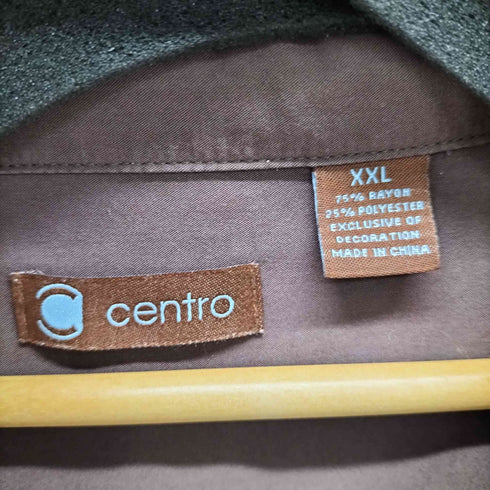 XXL
75% RAYON
25% POLYESTER
EXCLUSIVE OF
DECORATION
MADE IN CHINA
centro